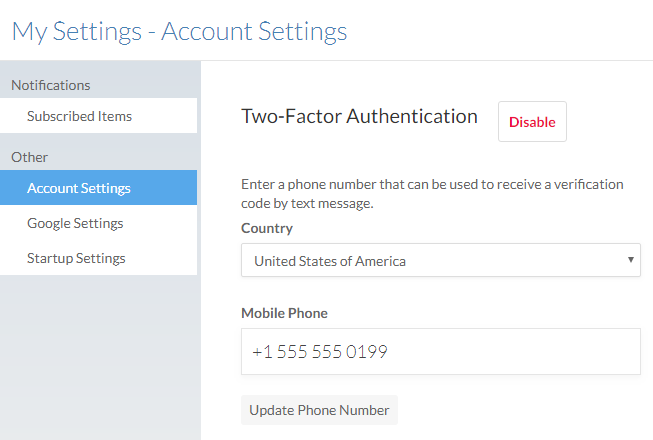 My Settings - Account Settings
Notifications
Subscribed Items
Other
Account Settings
Google Settings
Startup Settings
Two-Factor Authentication
Disable
Enter a phone number that can be used to receive a verification
code by text message.
Country
United States of America
Mobile Phone
+1 555 555 0199
Update Phone Number